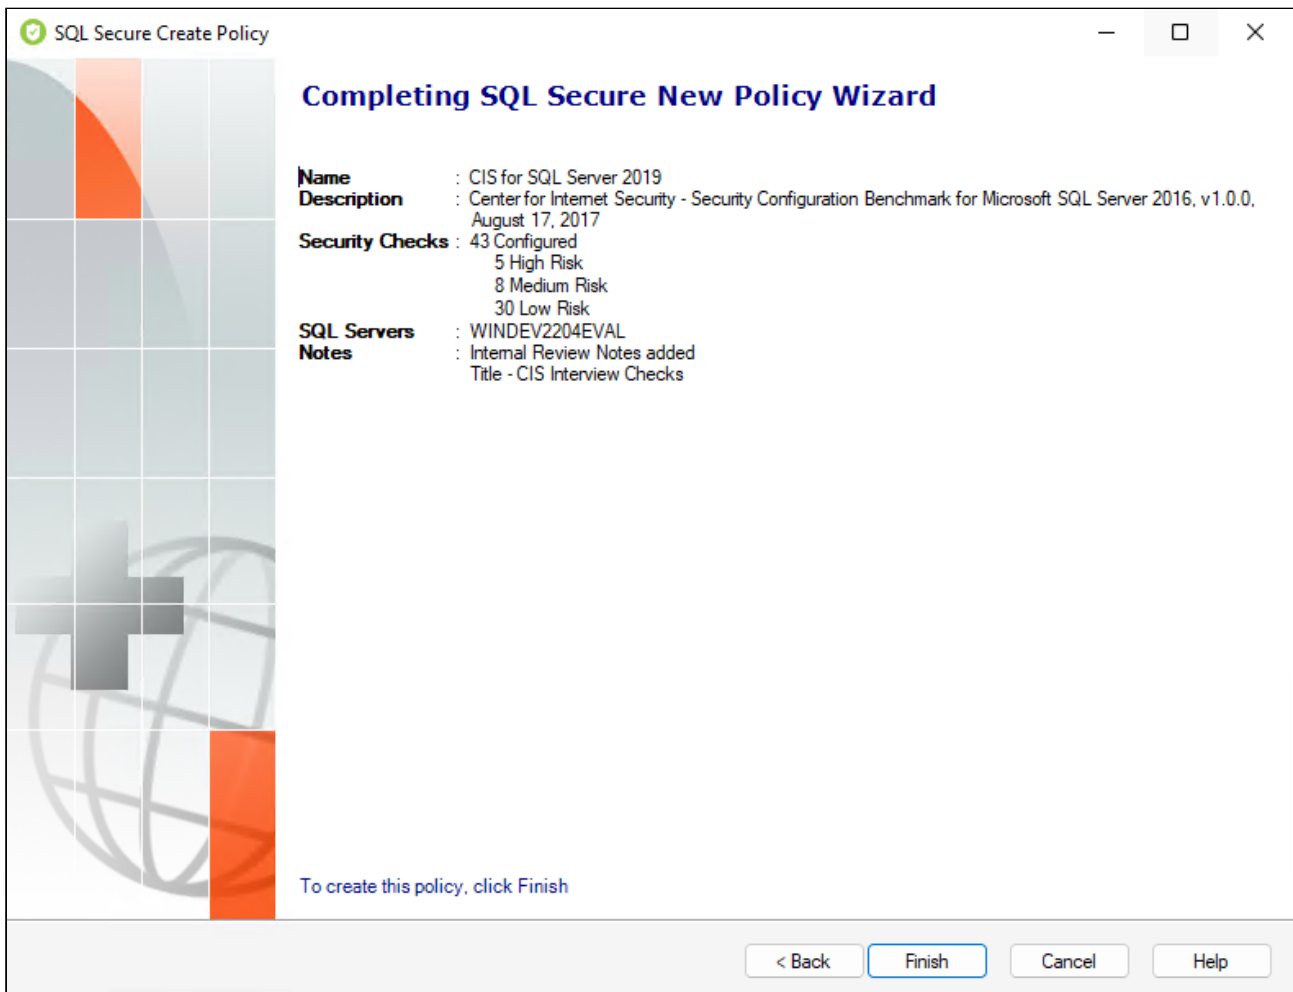 SQL Secure Create Policy
Completing SQL Secure New Policy Wizard
Name : CIS for SQL Server 2019
Description : Center for Internet Security - Security Configuration Benchmark for Microsoft SQL Server 2016, v1.0.0,
August 17, 2017
Security Checks : 43 Configured
5 High Risk
8 Medium Risk
30 Low Risk
SQL Servers : WINDEV2204EVAL
Notes : Internal Review Notes added
Title - CIS Interview Checks
To create this policy, click Finish
< Back Finish Cancel Help